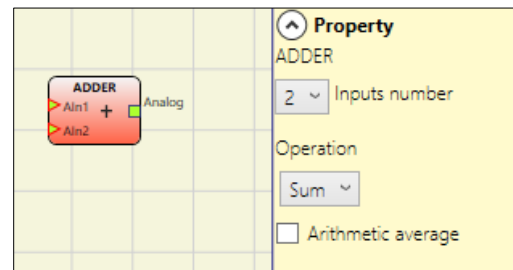 ADDER
AIn1
+
Analog
AIn2
Property
ADDER
2 Inputs number
Operation
Sum
Arithmetic average